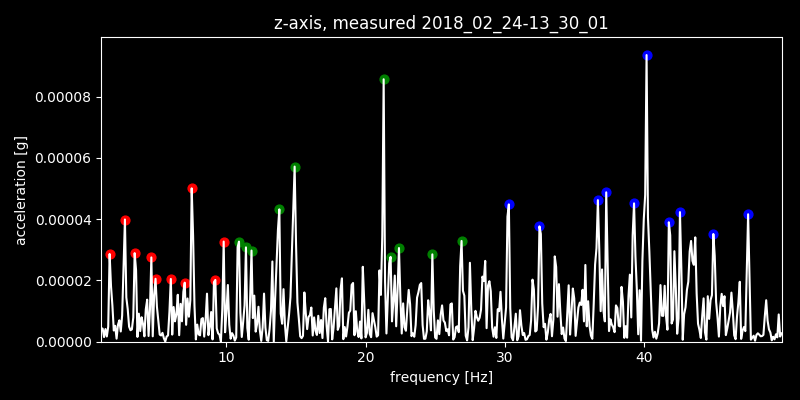 z-axis, measured 2018_02_24-13_30_01
acceleration [g]
0.00008
0.00006
0.00004
0.00002
0.00000
10 20 30 40
frequency [Hz]